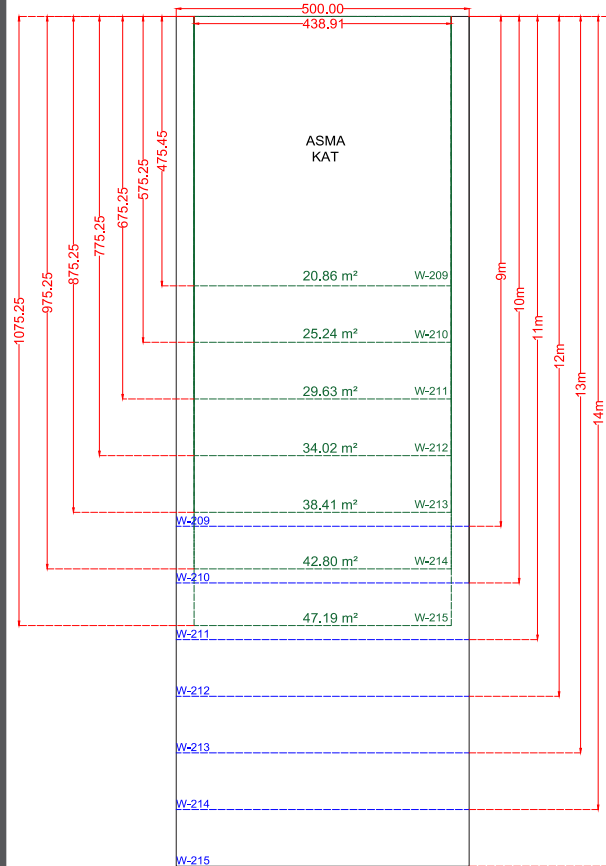 500.00
438.91
ASMA
KAT
475.45
575.25
675.25
775.25
875.25
975.25
1075.25
9m
10m
11m
12m
13m
14m
20.86 m² W-209
25.24 m² W-210
29.63 m² W-211
34.02 m² W-212
38.41 m² W-213
W-209
42.80 m² W-214
W-210
47.19 m² W-215
W-211
W-212
W-213
W-214
W-215